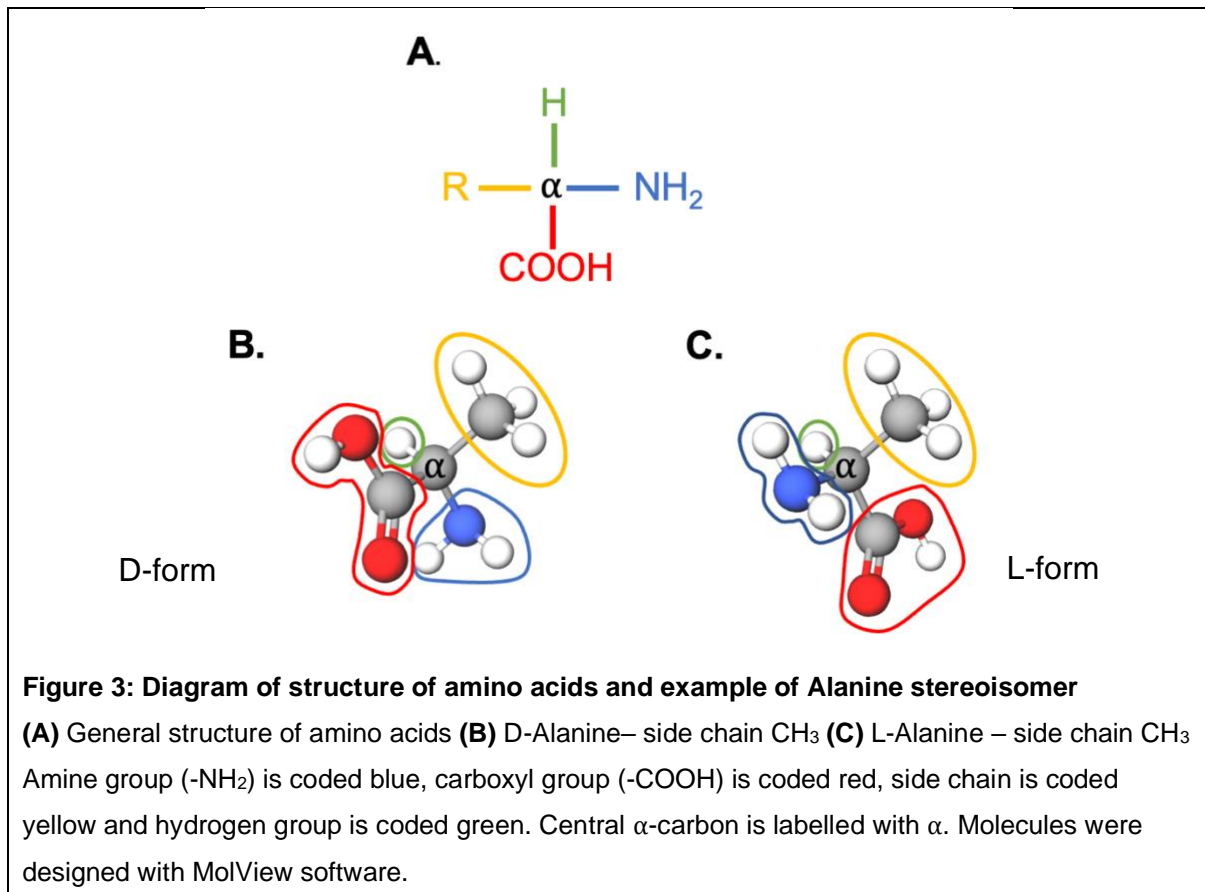 A.
H
R α NH₂
COOH
B. C.
α α
D-form L-form
Figure 3: Diagram of structure of amino acids and example of Alanine stereoisomer
(A) General structure of amino acids (B) D-Alanine– side chain CH₃ (C) L-Alanine – side chain CH₃
Amine group (-NH₂) is coded blue, carboxyl group (-COOH) is coded red, side chain is coded
yellow and hydrogen group is coded green. Central α-carbon is labelled with α. Molecules were
designed with MolView software.